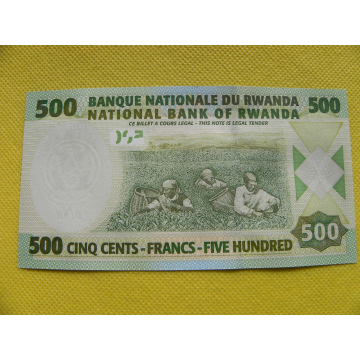 500 BANQUE NATIONALE DU RWANDA 500
NATIONAL BANK OF RWANDA
CE BILLET A COURS LEGAL - THIS NOTE IS LEGAL TENDER
500 CINQ CENTS - FRANCS - FIVE HUNDRED 500